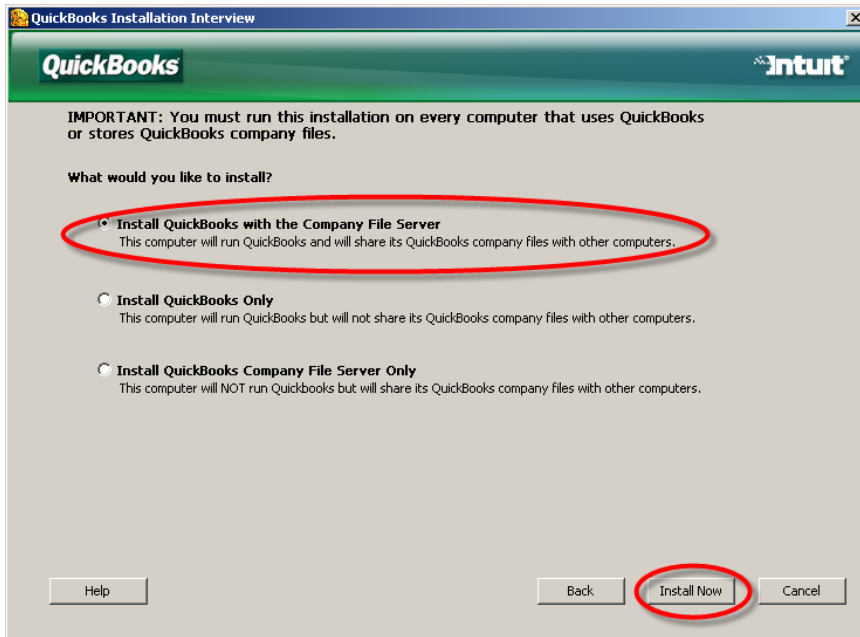 QuickBooks Installation Interview
QuickBooks
Intuit
IMPORTANT: You must run this installation on every computer that uses QuickBooks
or stores QuickBooks company files.
What would you like to install?
Install QuickBooks with the Company File Server
This computer will run QuickBooks and will share its QuickBooks company files with other computers.
Install QuickBooks Only
This computer will run QuickBooks but will not share its QuickBooks company files with other computers.
Install QuickBooks Company File Server Only
This computer will NOT run Quickbooks but will share its QuickBooks company files with other computers.
Help
Back
Install Now
Cancel